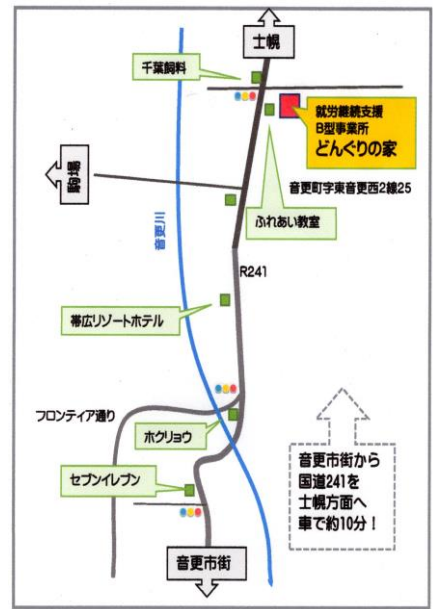 士幌
千葉飼料
就労継続支援
B型事業所
どんぐりの家
駒場
音更町字東音更西2線25
ふれあい教室
音更川
R241
帯広リゾートホテル
フロンティア通り
ホクリョウ
音更市街から
国道241を
士幌方面へ
車で約10分！
セブンイレブン
音更市街